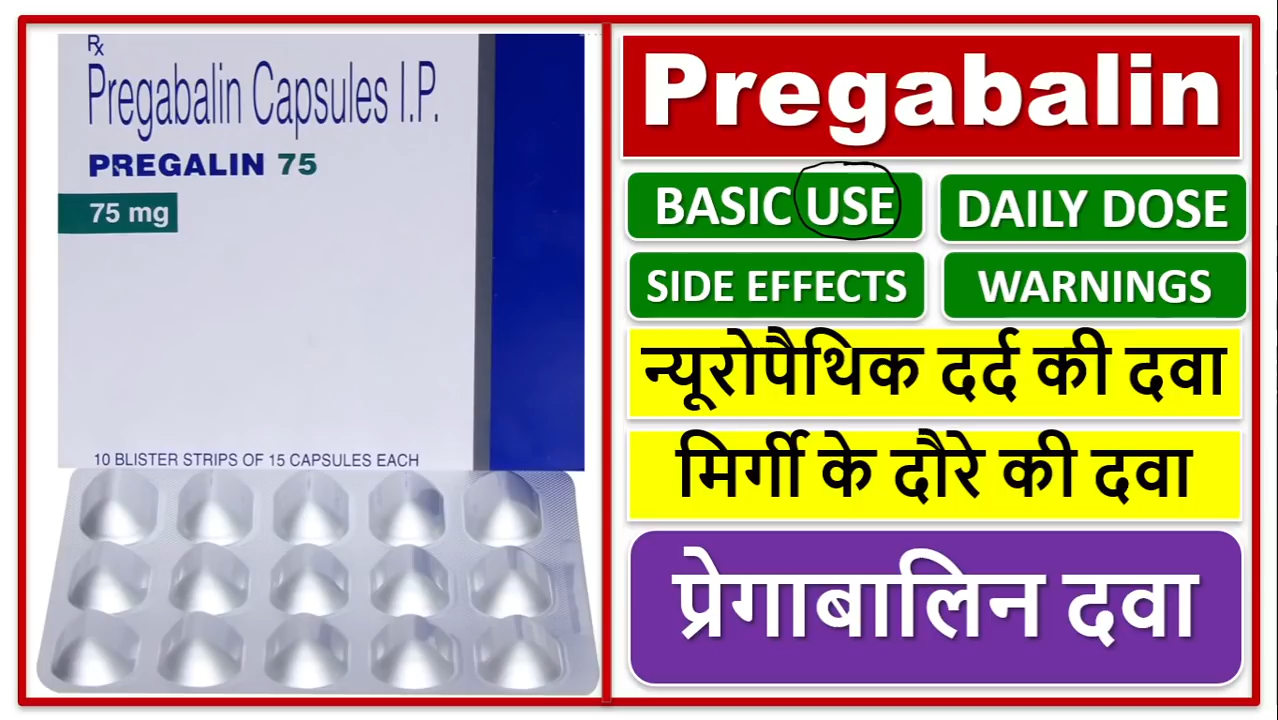 Rx
Pregabalin Capsules I.P.
PREGALIN 75
75 mg
10 BLISTER STRIPS OF 15 CAPSULES EACH
Pregabalin
BASIC USE
DAILY DOSE
SIDE EFFECTS
WARNINGS
न्यूरोपैथिक दर्द की दवा
मिर्गी के दौरे की दवा
प्रेगाबालिन दवा